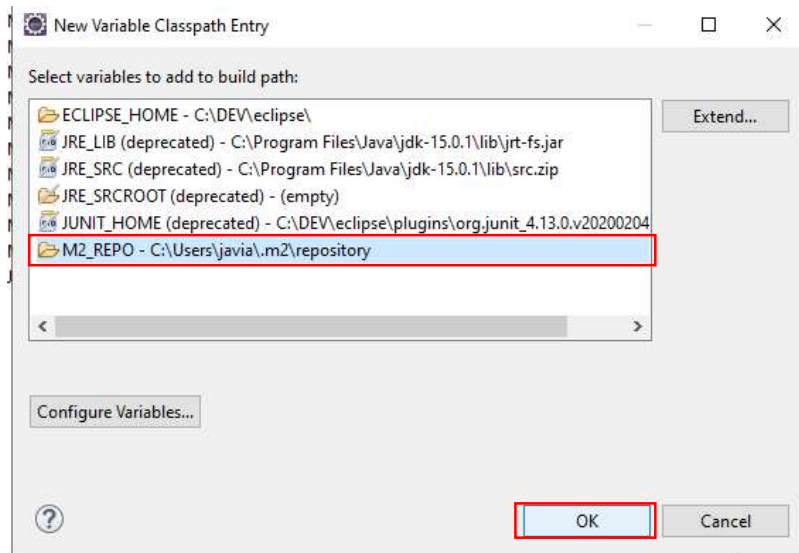 New Variable Classpath Entry
Select variables to add to build path:
ECLIPSE_HOME - C:\DEV\eclipse\
Extend...
JRE_LIB (deprecated) - C:\Program Files\Java\jdk-15.0.1\lib\jrt-fs.jar
JRE_SRC (deprecated) - C:\Program Files\Java\jdk-15.0.1\lib\src.zip
JRE_SRCROOT (deprecated) - (empty)
JUNIT_HOME (deprecated) - C:\DEV\eclipse\plugins\org.junit_4.13.0.v20200204
M2_REPO - C:\Users\javia\.m2\repository
Configure Variables...
OK
Cancel